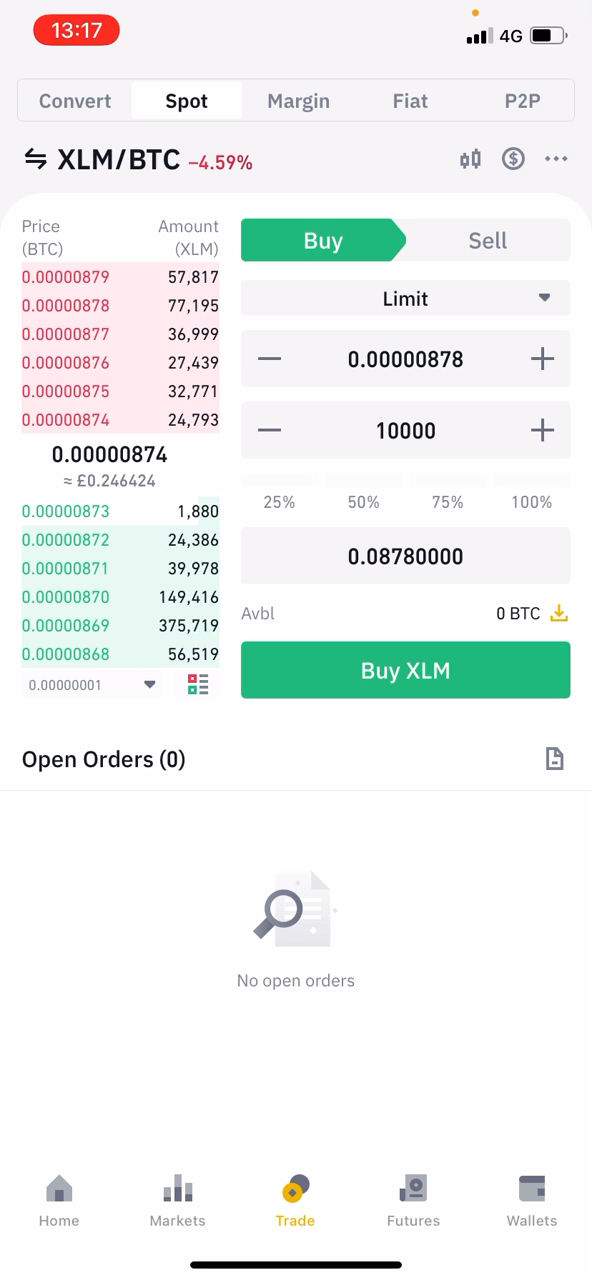 13:17
4G
Convert Spot Margin Fiat P2P
XLM/BTC –4.59%
Price Amount
(BTC) (XLM)
0.00000879 57,817
0.00000878 77,195
0.00000877 36,999
0.00000876 27,439
0.00000875 32,771
0.00000874 24,793
0.00000874
≈ £0.246424
0.00000873 1,880
0.00000872 24,386
0.00000871 39,978
0.00000870 149,416
0.00000869 375,719
0.00000868 56,519
0.00000001
Buy Sell
Limit
— 0.00000878 +
— 10000 +
25% 50% 75% 100%
0.08780000
Avbl 0 BTC
Buy XLM
Open Orders (0)
No open orders
Home Markets Trade Futures Wallets